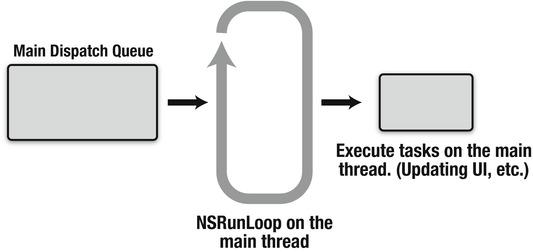 Main Dispatch Queue
Execute tasks on the main
thread. (Updating UI, etc.)
NSRunLoop on the
main thread